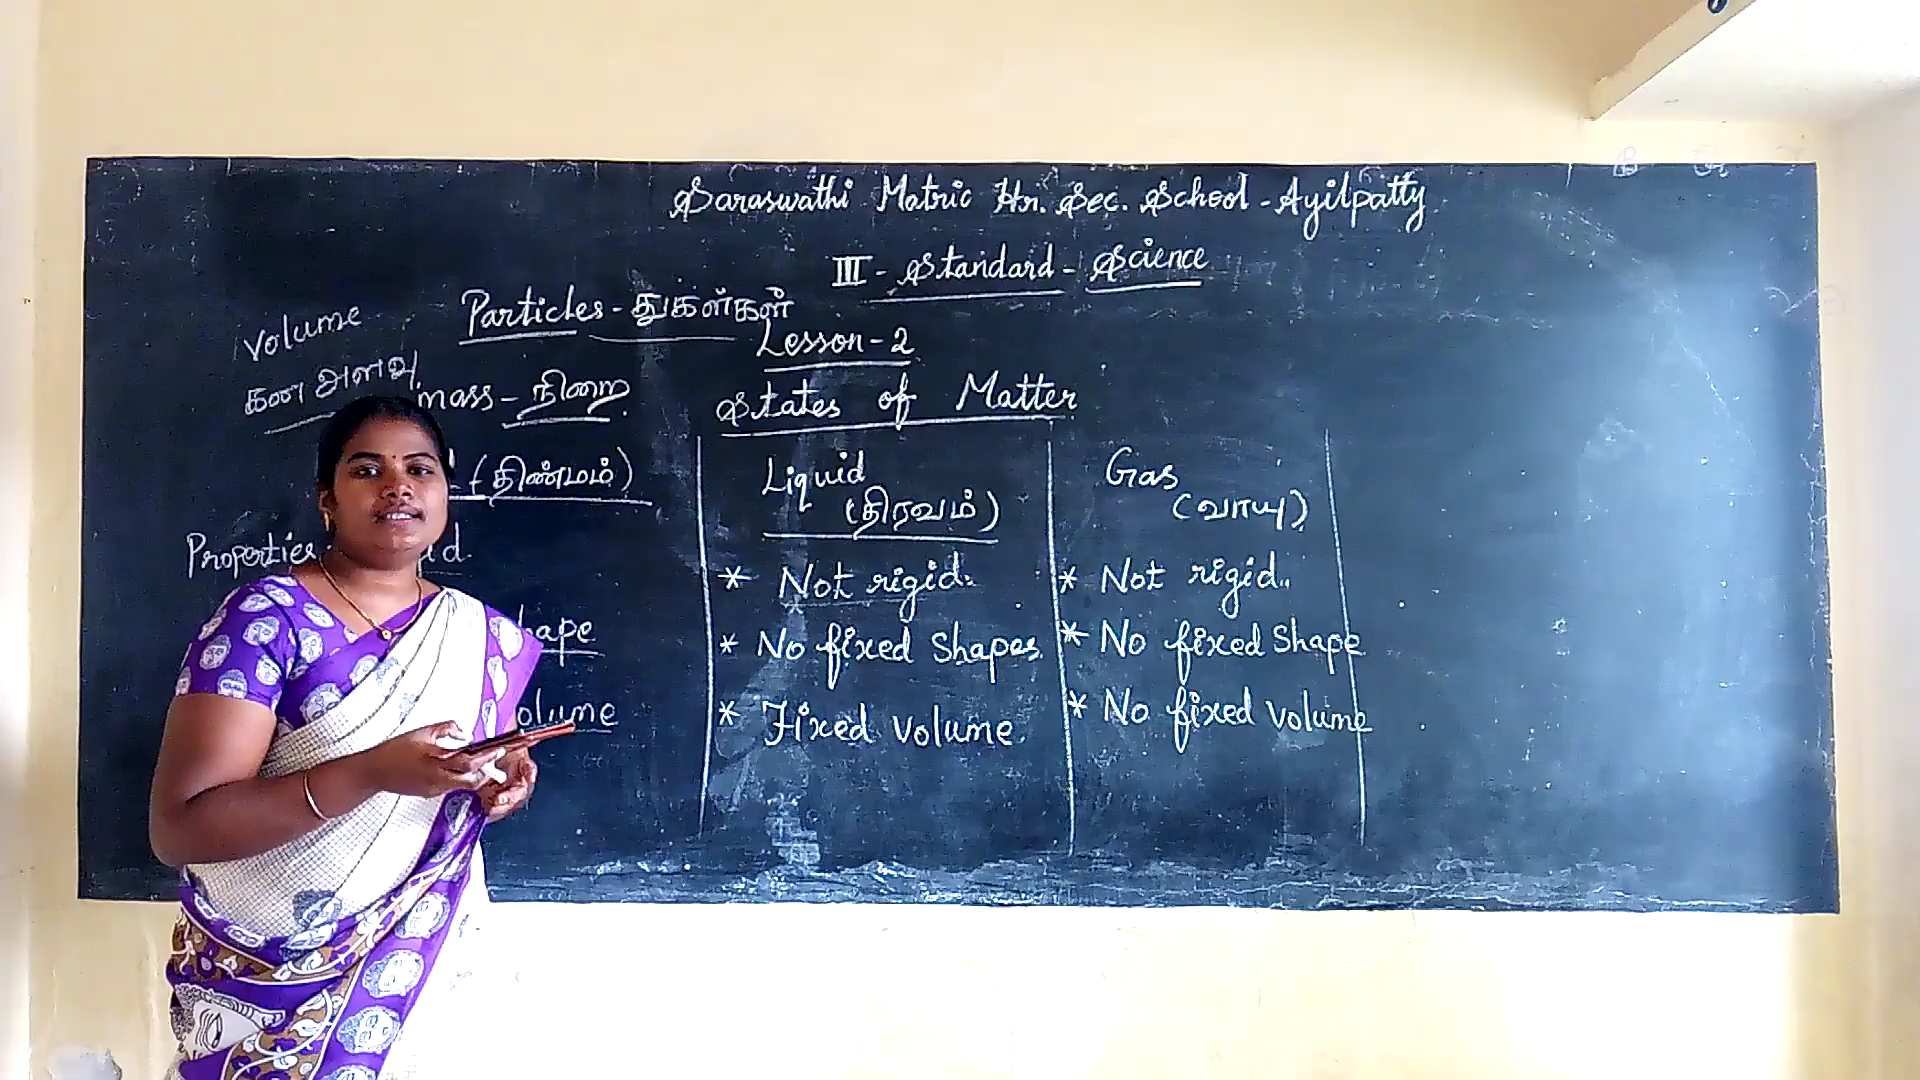 Saraswathi Matric Hr. Sec. School - Ayilpatty
III - Standard - Science
Volume
கன அளவு
Particles - துகள்கள்
Lesson - 2
mass - நிறை
States of Matter
(திண்மம்)
Liquid
(திரவம்)
Gas
(வாயு)
Properties
* Not rigid.
* Not rigid..
* No fixed Shapes
* No fixed Shape
* Fixed Volume.
* No fixed Volume